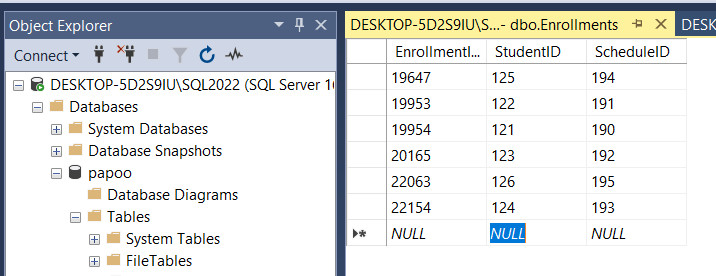 Object Explorer
Connect
DESKTOP-5D2S9IU\SQL2022 (SQL Server 16
Databases
System Databases
Database Snapshots
papoo
Database Diagrams
Tables
System Tables
FileTables
DESKTOP-5D2S9IU\S...- dbo.Enrollments
DESK
EnrollmentI... StudentID ScheduleID
19647 125 194
19953 122 191
19954 121 190
20165 123 192
22063 126 195
22154 124 193
NULL NULL NULL